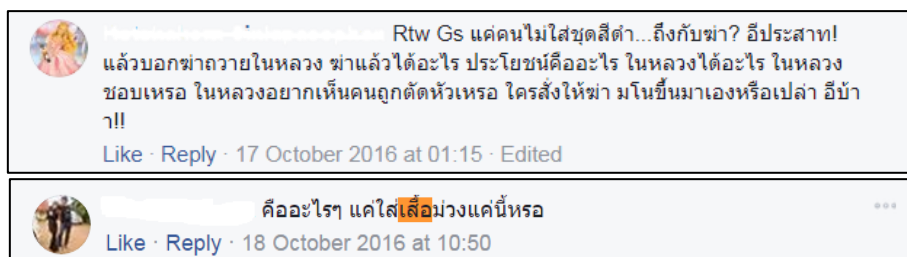 Rtw Gs แค่คนไม่ใส่ชุดสีดำ...ถึงกับฆ่า? อีประสาท!
แล้วบอกฆ่าถวายในหลวง ฆ่าแล้วได้อะไร ประโยชน์คืออะไร ในหลวงได้อะไร ในหลวง
ชอบเหรอ ในหลวงอยากเห็นคนถูกตัดหัวเหรอ ใครสั่งให้ฆ่า มโนขึ้นมาเองหรือเปล่า อีบ้า
า!!
Like · Reply · 17 October 2016 at 01:15 · Edited
คืออะไรๆ แค่ใส่เสื้อม่วงแค่นี้หรอ
Like · Reply · 18 October 2016 at 10:50